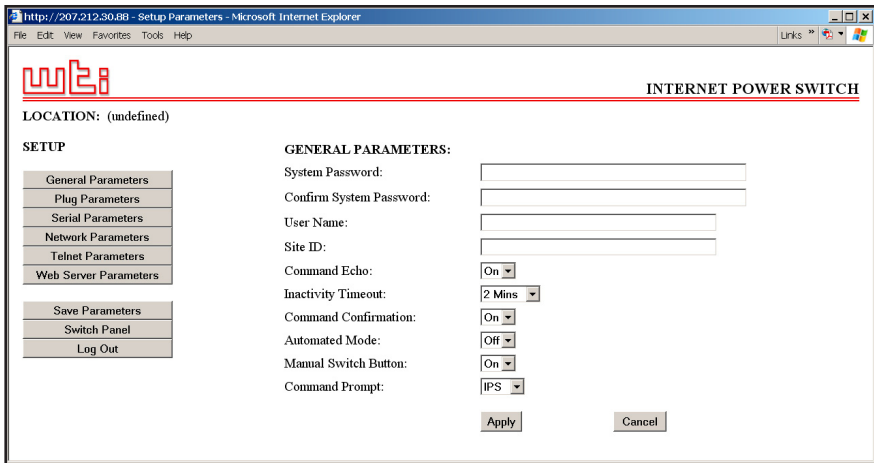 http://207.212.30.88 - Setup Parameters - Microsoft Internet Explorer
File Edit View Favorites Tools Help Links »
wti
INTERNET POWER SWITCH
LOCATION: (undefined)
SETUP
General Parameters
Plug Parameters
Serial Parameters
Network Parameters
Telnet Parameters
Web Server Parameters
Save Parameters
Switch Panel
Log Out
GENERAL PARAMETERS:
System Password:
Confirm System Password:
User Name:
Site ID:
Command Echo: On
Inactivity Timeout: 2 Mins
Command Confirmation: On
Automated Mode: Off
Manual Switch Button: On
Command Prompt: IPS
Apply Cancel